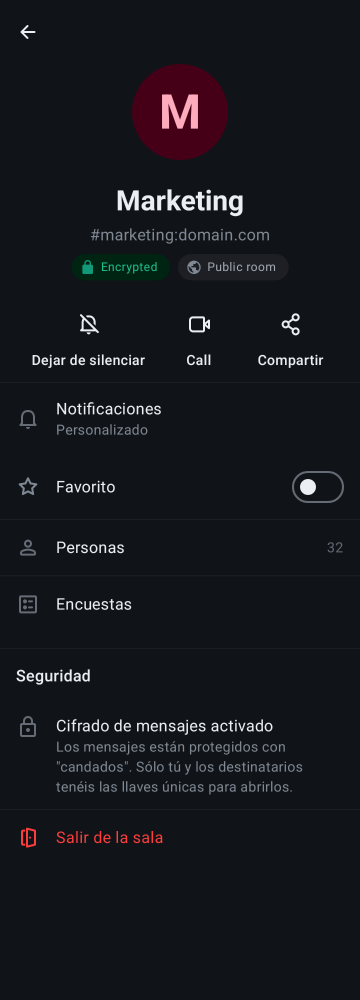 M
Marketing
#marketing:domain.com
Encrypted
Public room
Dejar de silenciar
Call
Compartir
Notificaciones
Personalizado
Favorito
Personas
32
Encuestas
Seguridad
Cifrado de mensajes activado
Los mensajes están protegidos con
"candados". Sólo tú y los destinatarios
tenéis las llaves únicas para abrirlos.
Salir de la sala